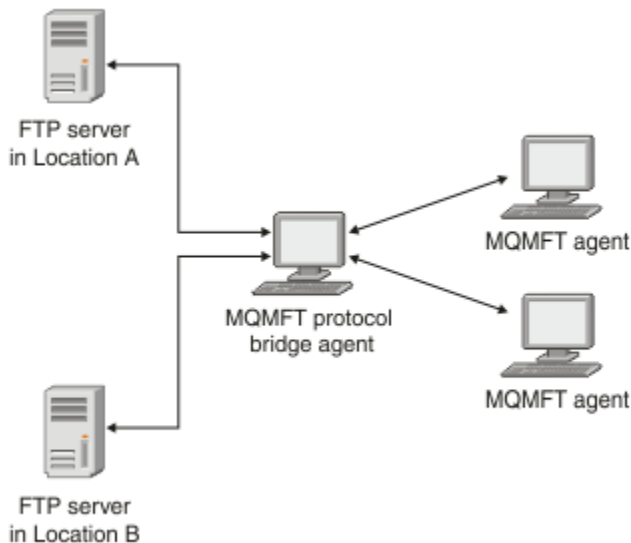 FTP server
in Location A
MQMFT agent
MQMFT protocol
bridge agent
MQMFT agent
FTP server
in Location B